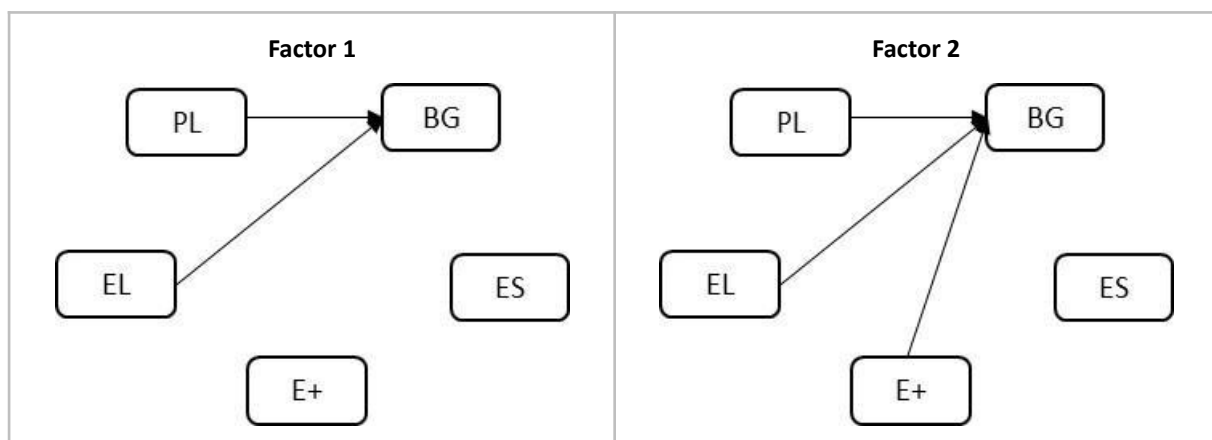 Factor 1
PL
BG
EL
ES
E+
Factor 2
PL
BG
EL
ES
E+